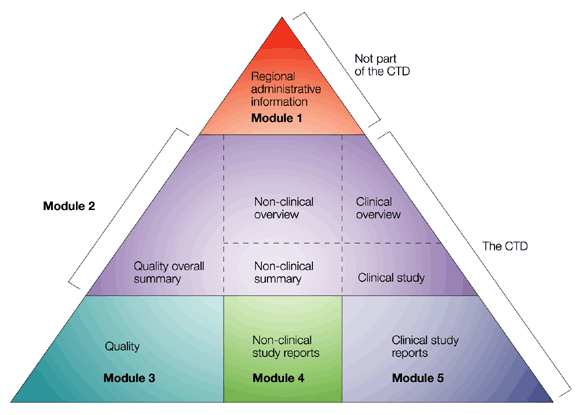 Not part
of the CTD
Regional
administrative
information
Module 1
Module 2
Non-clinical
overview
Clinical
overview
The CTD
Quality overall
summary
Non-clinical
summary
Clinical study
Quality
Module 3
Non-clinical
study reports
Module 4
Clinical study
reports
Module 5